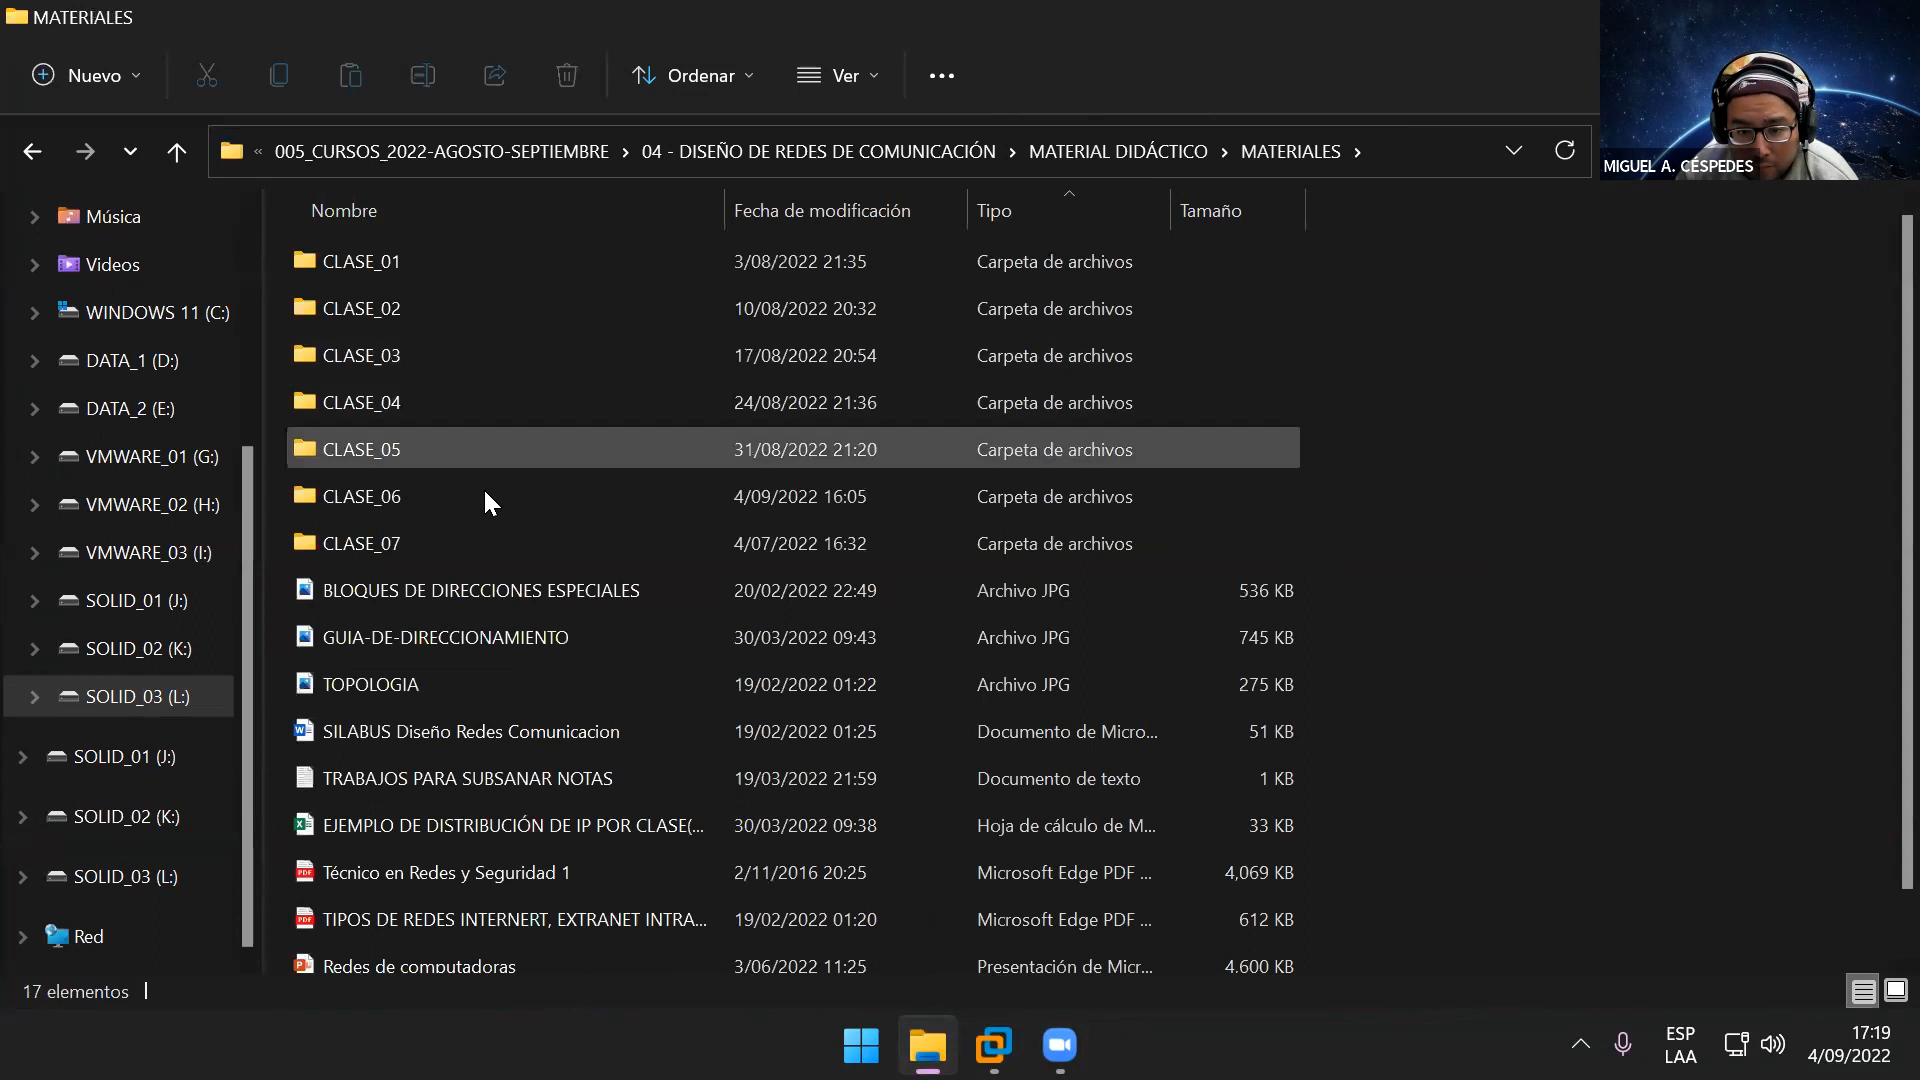 MATERIALES
Nuevo
Ordenar
Ver
« 005_CURSOS_2022-AGOSTO-SEPTIEMBRE › 04 - DISEÑO DE REDES DE COMUNICACIÓN › MATERIAL DIDÁCTICO › MATERIALES ›
MIGUEL A. CÉSPEDES
Música
Videos
WINDOWS 11 (C:)
DATA_1 (D:)
DATA_2 (E:)
VMWARE_01 (G:)
VMWARE_02 (H:)
VMWARE_03 (I:)
SOLID_01 (J:)
SOLID_02 (K:)
SOLID_03 (L:)
SOLID_01 (J:)
SOLID_02 (K:)
SOLID_03 (L:)
Red
Nombre Fecha de modificación Tipo Tamaño
CLASE_01 3/08/2022 21:35 Carpeta de archivos
CLASE_02 10/08/2022 20:32 Carpeta de archivos
CLASE_03 17/08/2022 20:54 Carpeta de archivos
CLASE_04 24/08/2022 21:36 Carpeta de archivos
CLASE_05 31/08/2022 21:20 Carpeta de archivos
CLASE_06 4/09/2022 16:05 Carpeta de archivos
CLASE_07 4/07/2022 16:32 Carpeta de archivos
BLOQUES DE DIRECCIONES ESPECIALES 20/02/2022 22:49 Archivo JPG 536 KB
GUIA-DE-DIRECCIONAMIENTO 30/03/2022 09:43 Archivo JPG 745 KB
TOPOLOGIA 19/02/2022 01:22 Archivo JPG 275 KB
SILABUS Diseño Redes Comunicacion 19/02/2022 01:25 Documento de Micro... 51 KB
TRABAJOS PARA SUBSANAR NOTAS 19/03/2022 21:59 Documento de texto 1 KB
EJEMPLO DE DISTRIBUCIÓN DE IP POR CLASE(... 30/03/2022 09:38 Hoja de cálculo de M... 33 KB
Técnico en Redes y Seguridad 1 2/11/2016 20:25 Microsoft Edge PDF ... 4,069 KB
TIPOS DE REDES INTERNERT, EXTRANET INTRA... 19/02/2022 01:20 Microsoft Edge PDF ... 612 KB
Redes de computadoras 3/06/2022 11:25 Presentación de Micr... 4.600 KB
17 elementos
ESP
LAA
17:19
4/09/2022